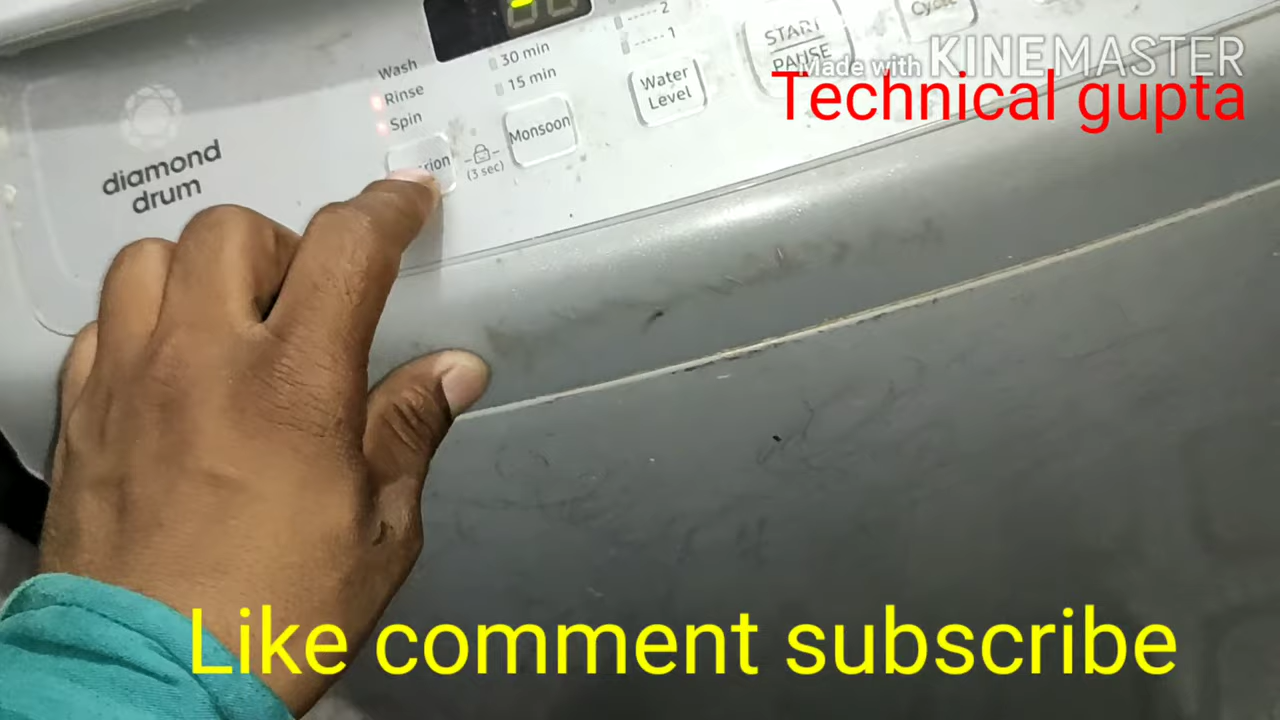 Wash
Rinse
Spin
diamond
drum
30 min
15 min
Monsoon
(3 sec)
2
1
Water
Level
START
PAUSE
Made with KINEMASTER
Technical gupta
Like comment subscribe